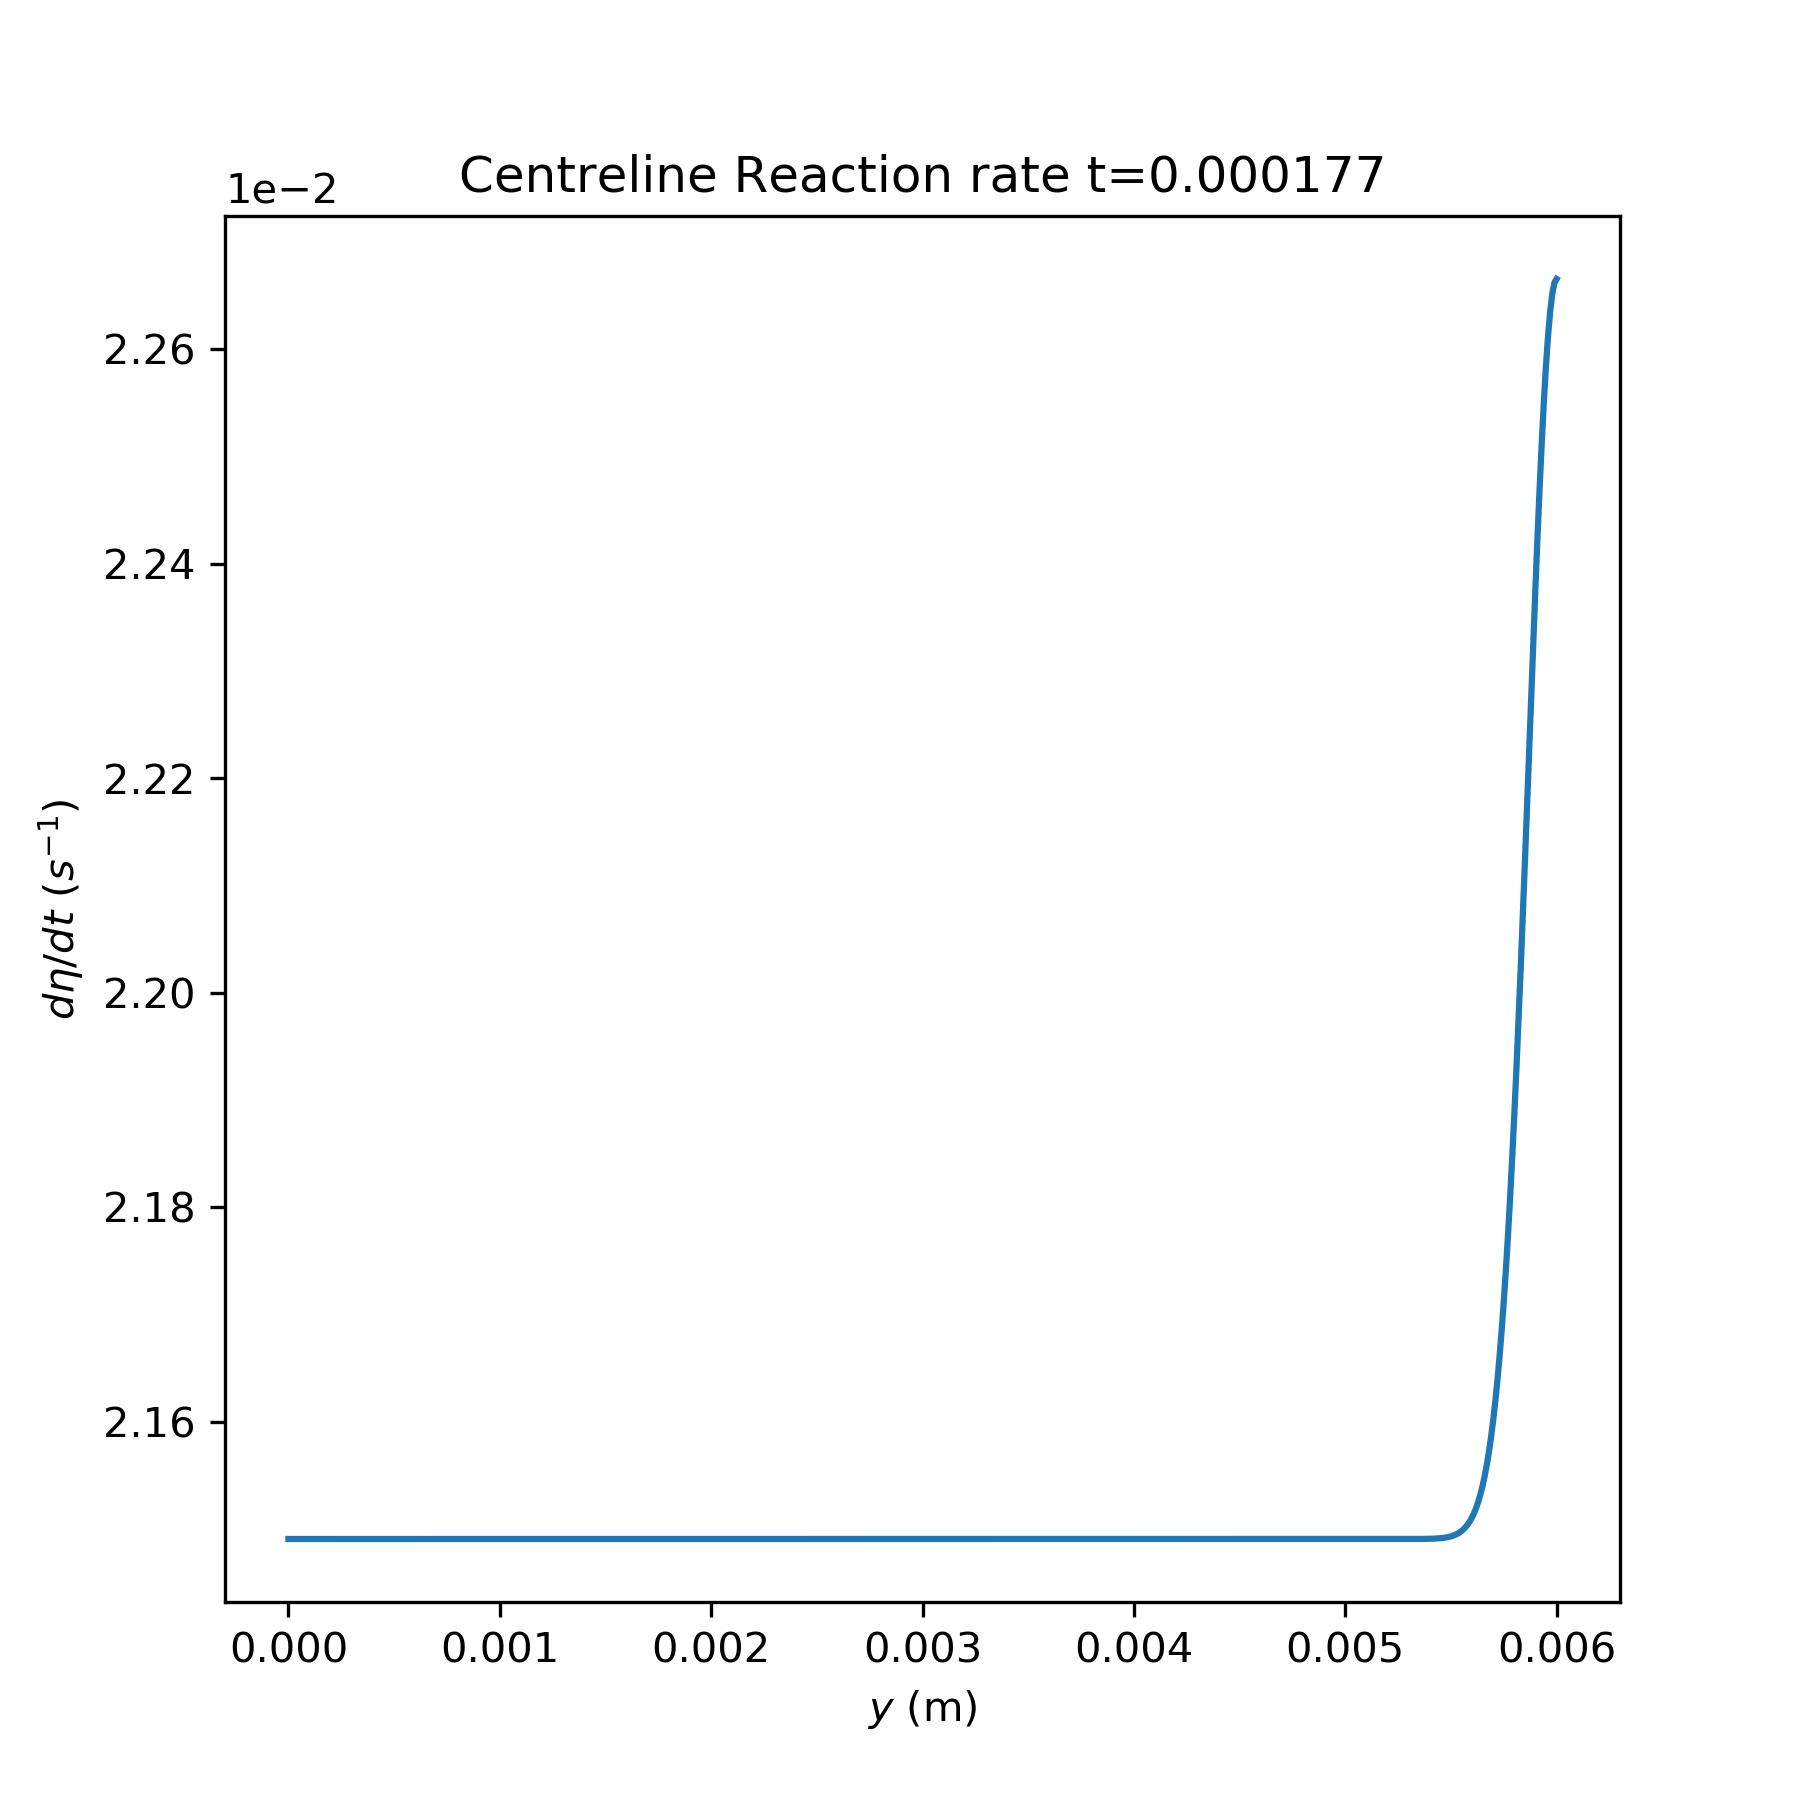 Centreline Reaction rate t=0.000177
1e−2
2.26
2.24
2.22
2.20
2.18
2.16
dη/dt (s⁻¹)
0.000 0.001 0.002 0.003 0.004 0.005 0.006
y (m)